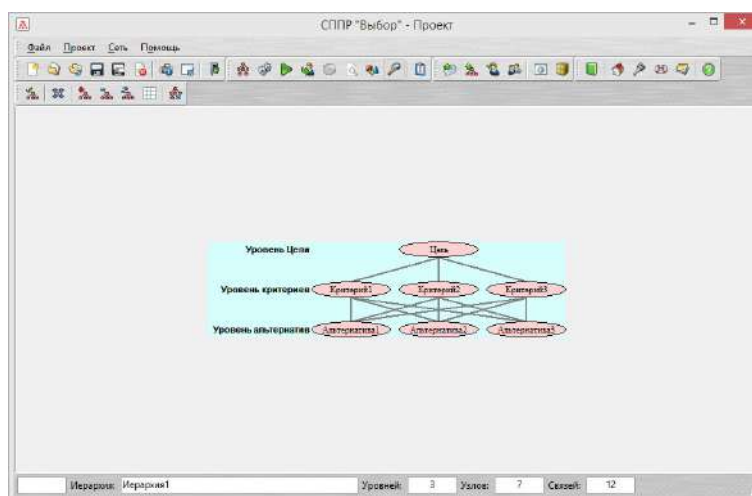 СППР "Выбор" - Проект
Файл Проект Сеть Помощь
Уровень Цели Цель
Уровень критериев Критерий1 Критерий2 Критерий3
Уровень альтернатив Альтернатива1 Альтернатива2 Альтернатива3
Иерархия: Иерархия1 Уровней: 3 Узлов: 7 Связей: 12